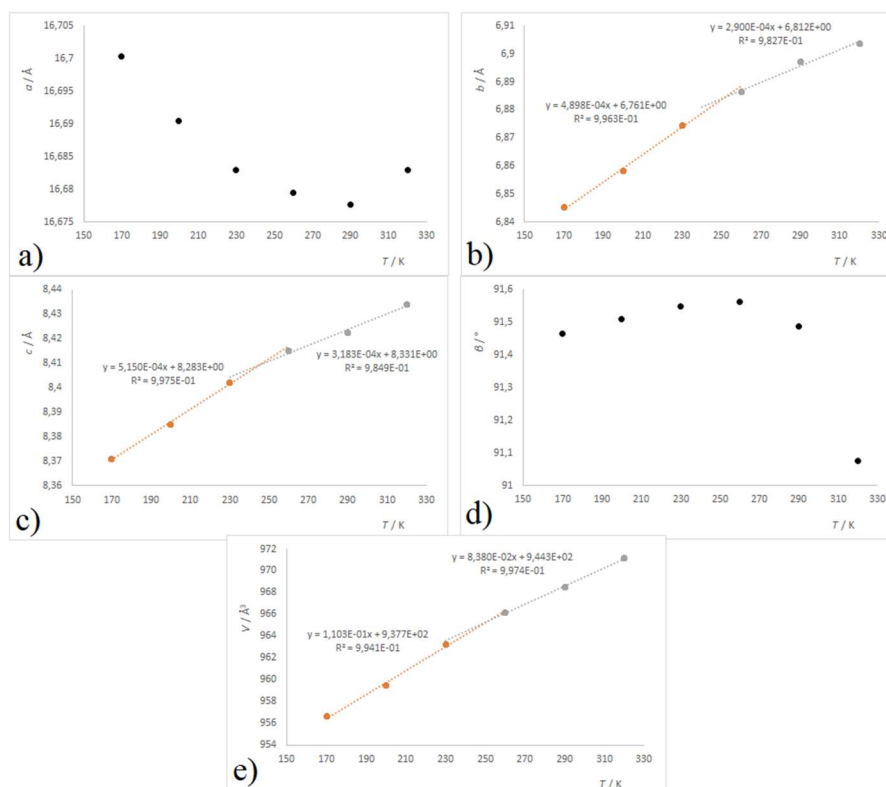 16,705
16,7
16,695
16,69
16,685
16,68
16,675
a / Å
150 170 190 210 230 250 270 290 310 330
T / K
a)
6,91
6,9
6,89
6,88
6,87
6,86
6,85
6,84
b / Å
y = 2,900E-04x + 6,812E+00
R² = 9,827E-01
y = 4,898E-04x + 6,761E+00
R² = 9,963E-01
150 170 190 210 230 250 270 290 310 330
T / K
b)
8,44
8,43
8,42
8,41
8,4
8,39
8,38
8,37
8,36
c / Å
y = 5,150E-04x + 8,283E+00
R² = 9,975E-01
y = 3,183E-04x + 8,331E+00
R² = 9,849E-01
150 170 190 210 230 250 270 290 310 330
T / K
c)
91,6
91,5
91,4
91,3
91,2
91,1
91
β / °
150 170 190 210 230 250 270 290 310 330
T / K
d)
972
970
968
966
964
962
960
958
956
954
V / Å³
y = 8,380E-02x + 9,443E+02
R² = 9,974E-01
y = 1,103E-01x + 9,377E+02
R² = 9,941E-01
150 170 190 210 230 250 270 290 310 330
T / K
e)